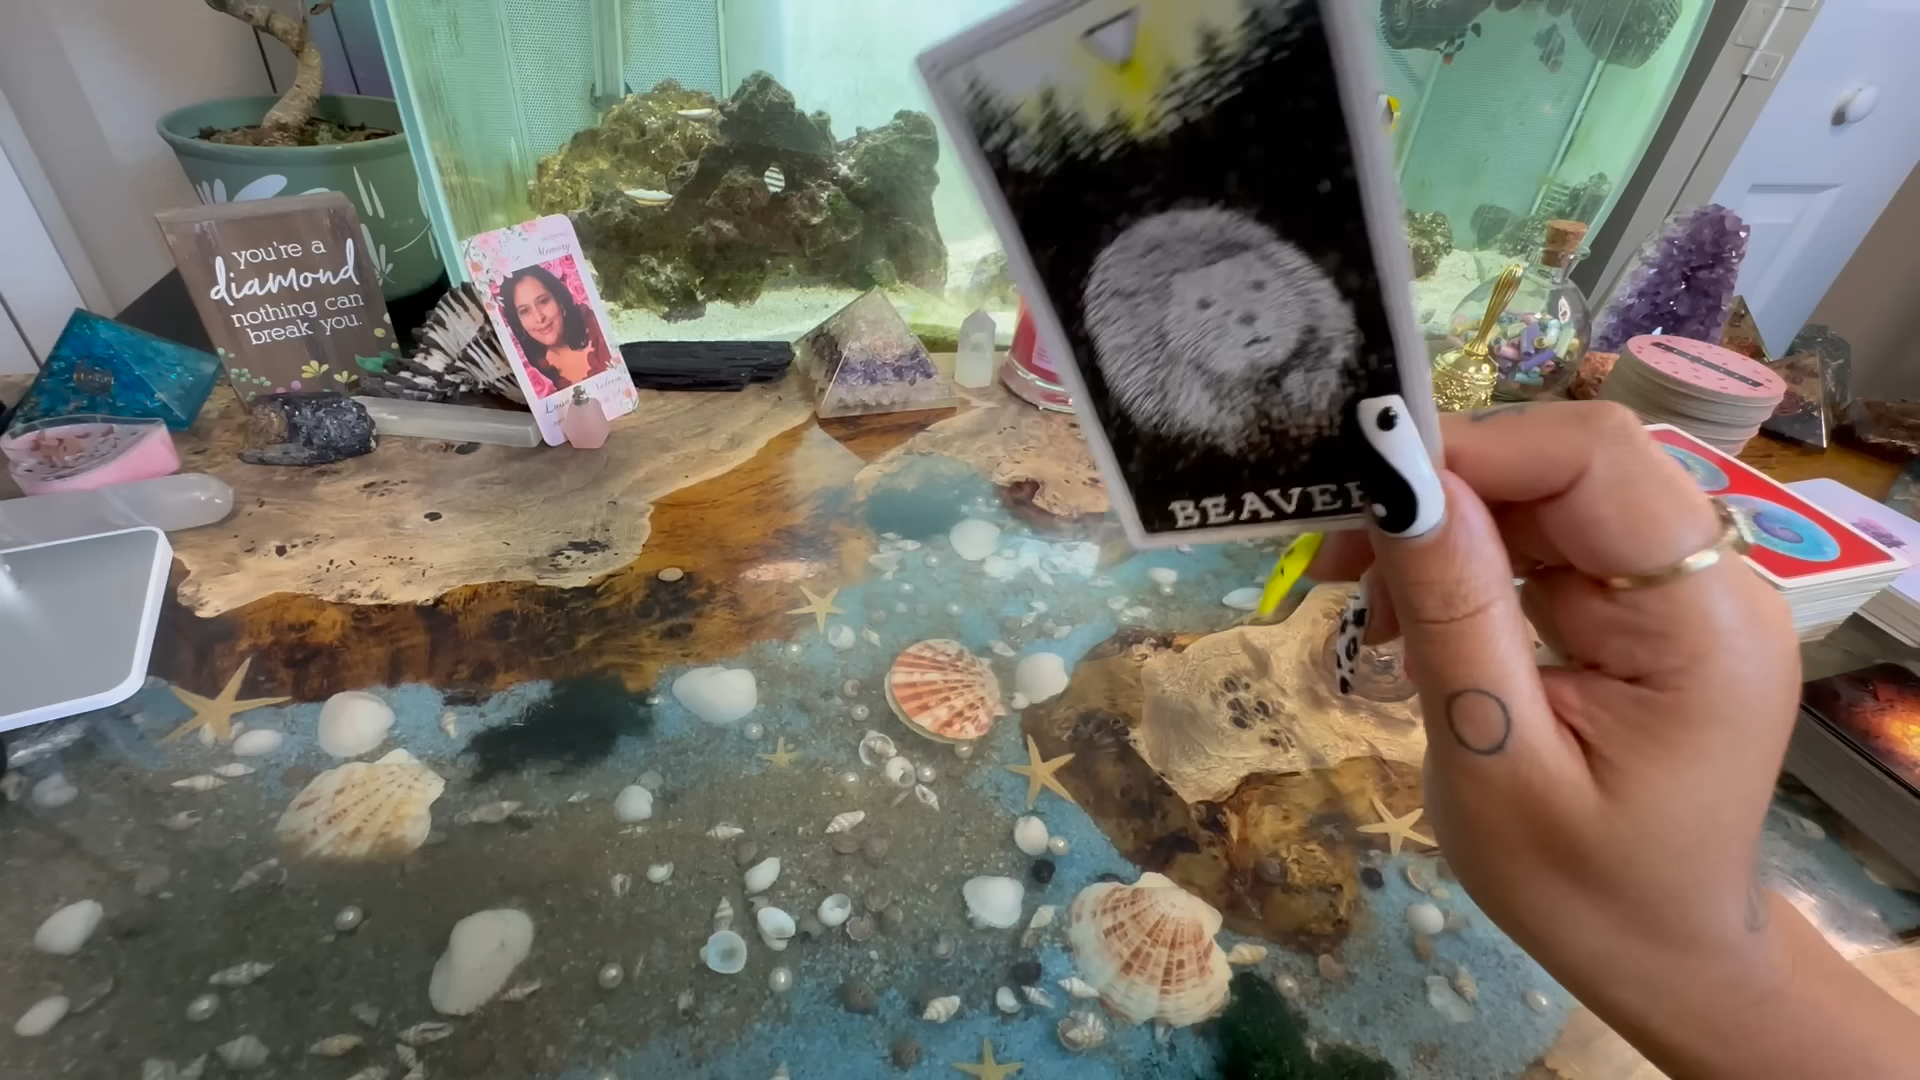 you're a
diamond
nothing can
break you.
Memory
BEAVER